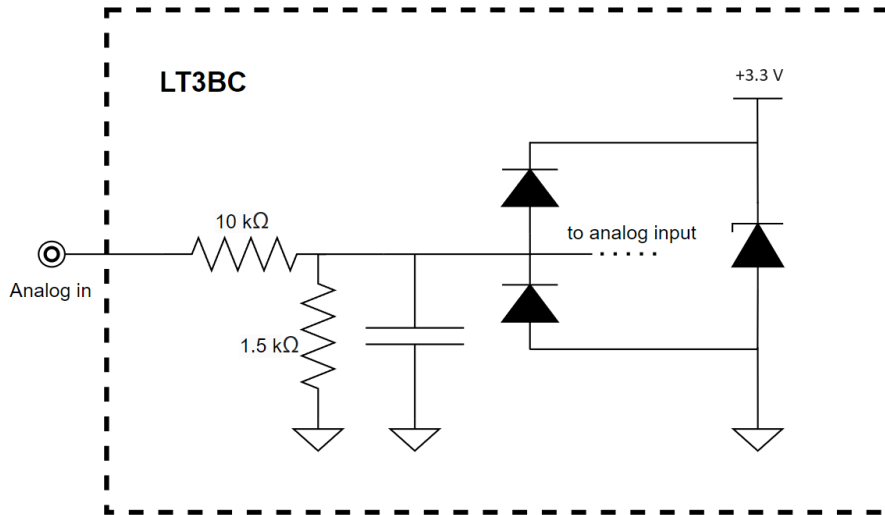 +3.3 V
LT3BC
10 kΩ
to analog input
Analog in
1.5 kΩ